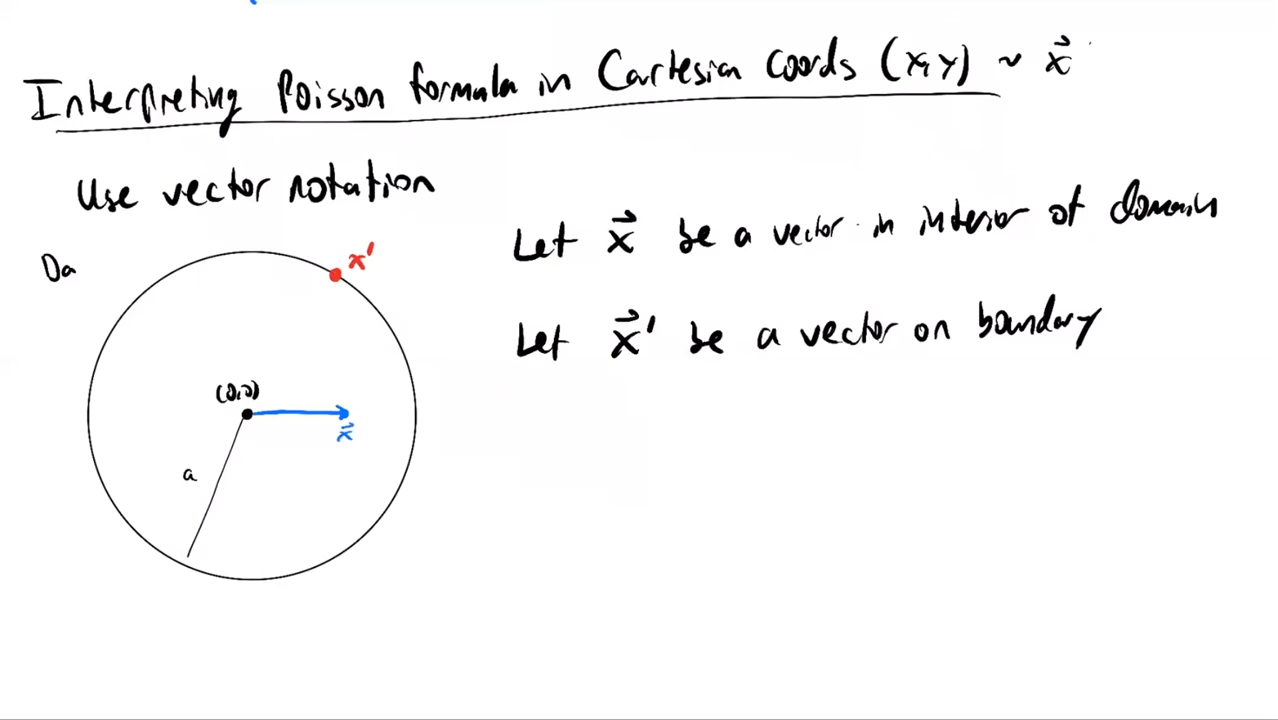 Interpreting Poisson formula in Cartesian Coords (x,y) ~ x⃗
Use vector notation
Let x⃗ be a vector in interior of domain
Da
x'
Let x⃗' be a vector on boundary
(0,0)
x⃗
a